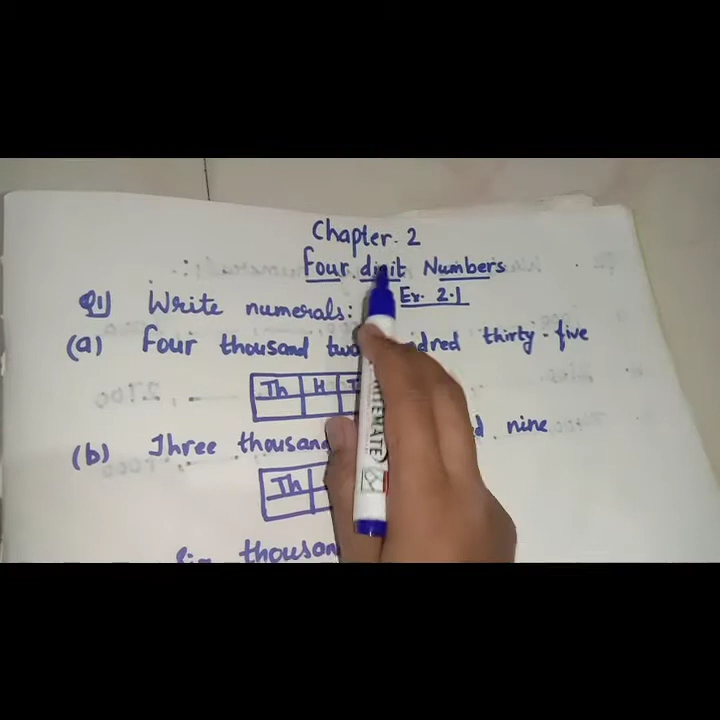 Chapter. 2
Four digit Numbers
Ex. 2.1
Q1) Write numerals:
(a) Four thousand two hundred thirty-five
Th H T
(b) Three thousand nine
Th
thousand